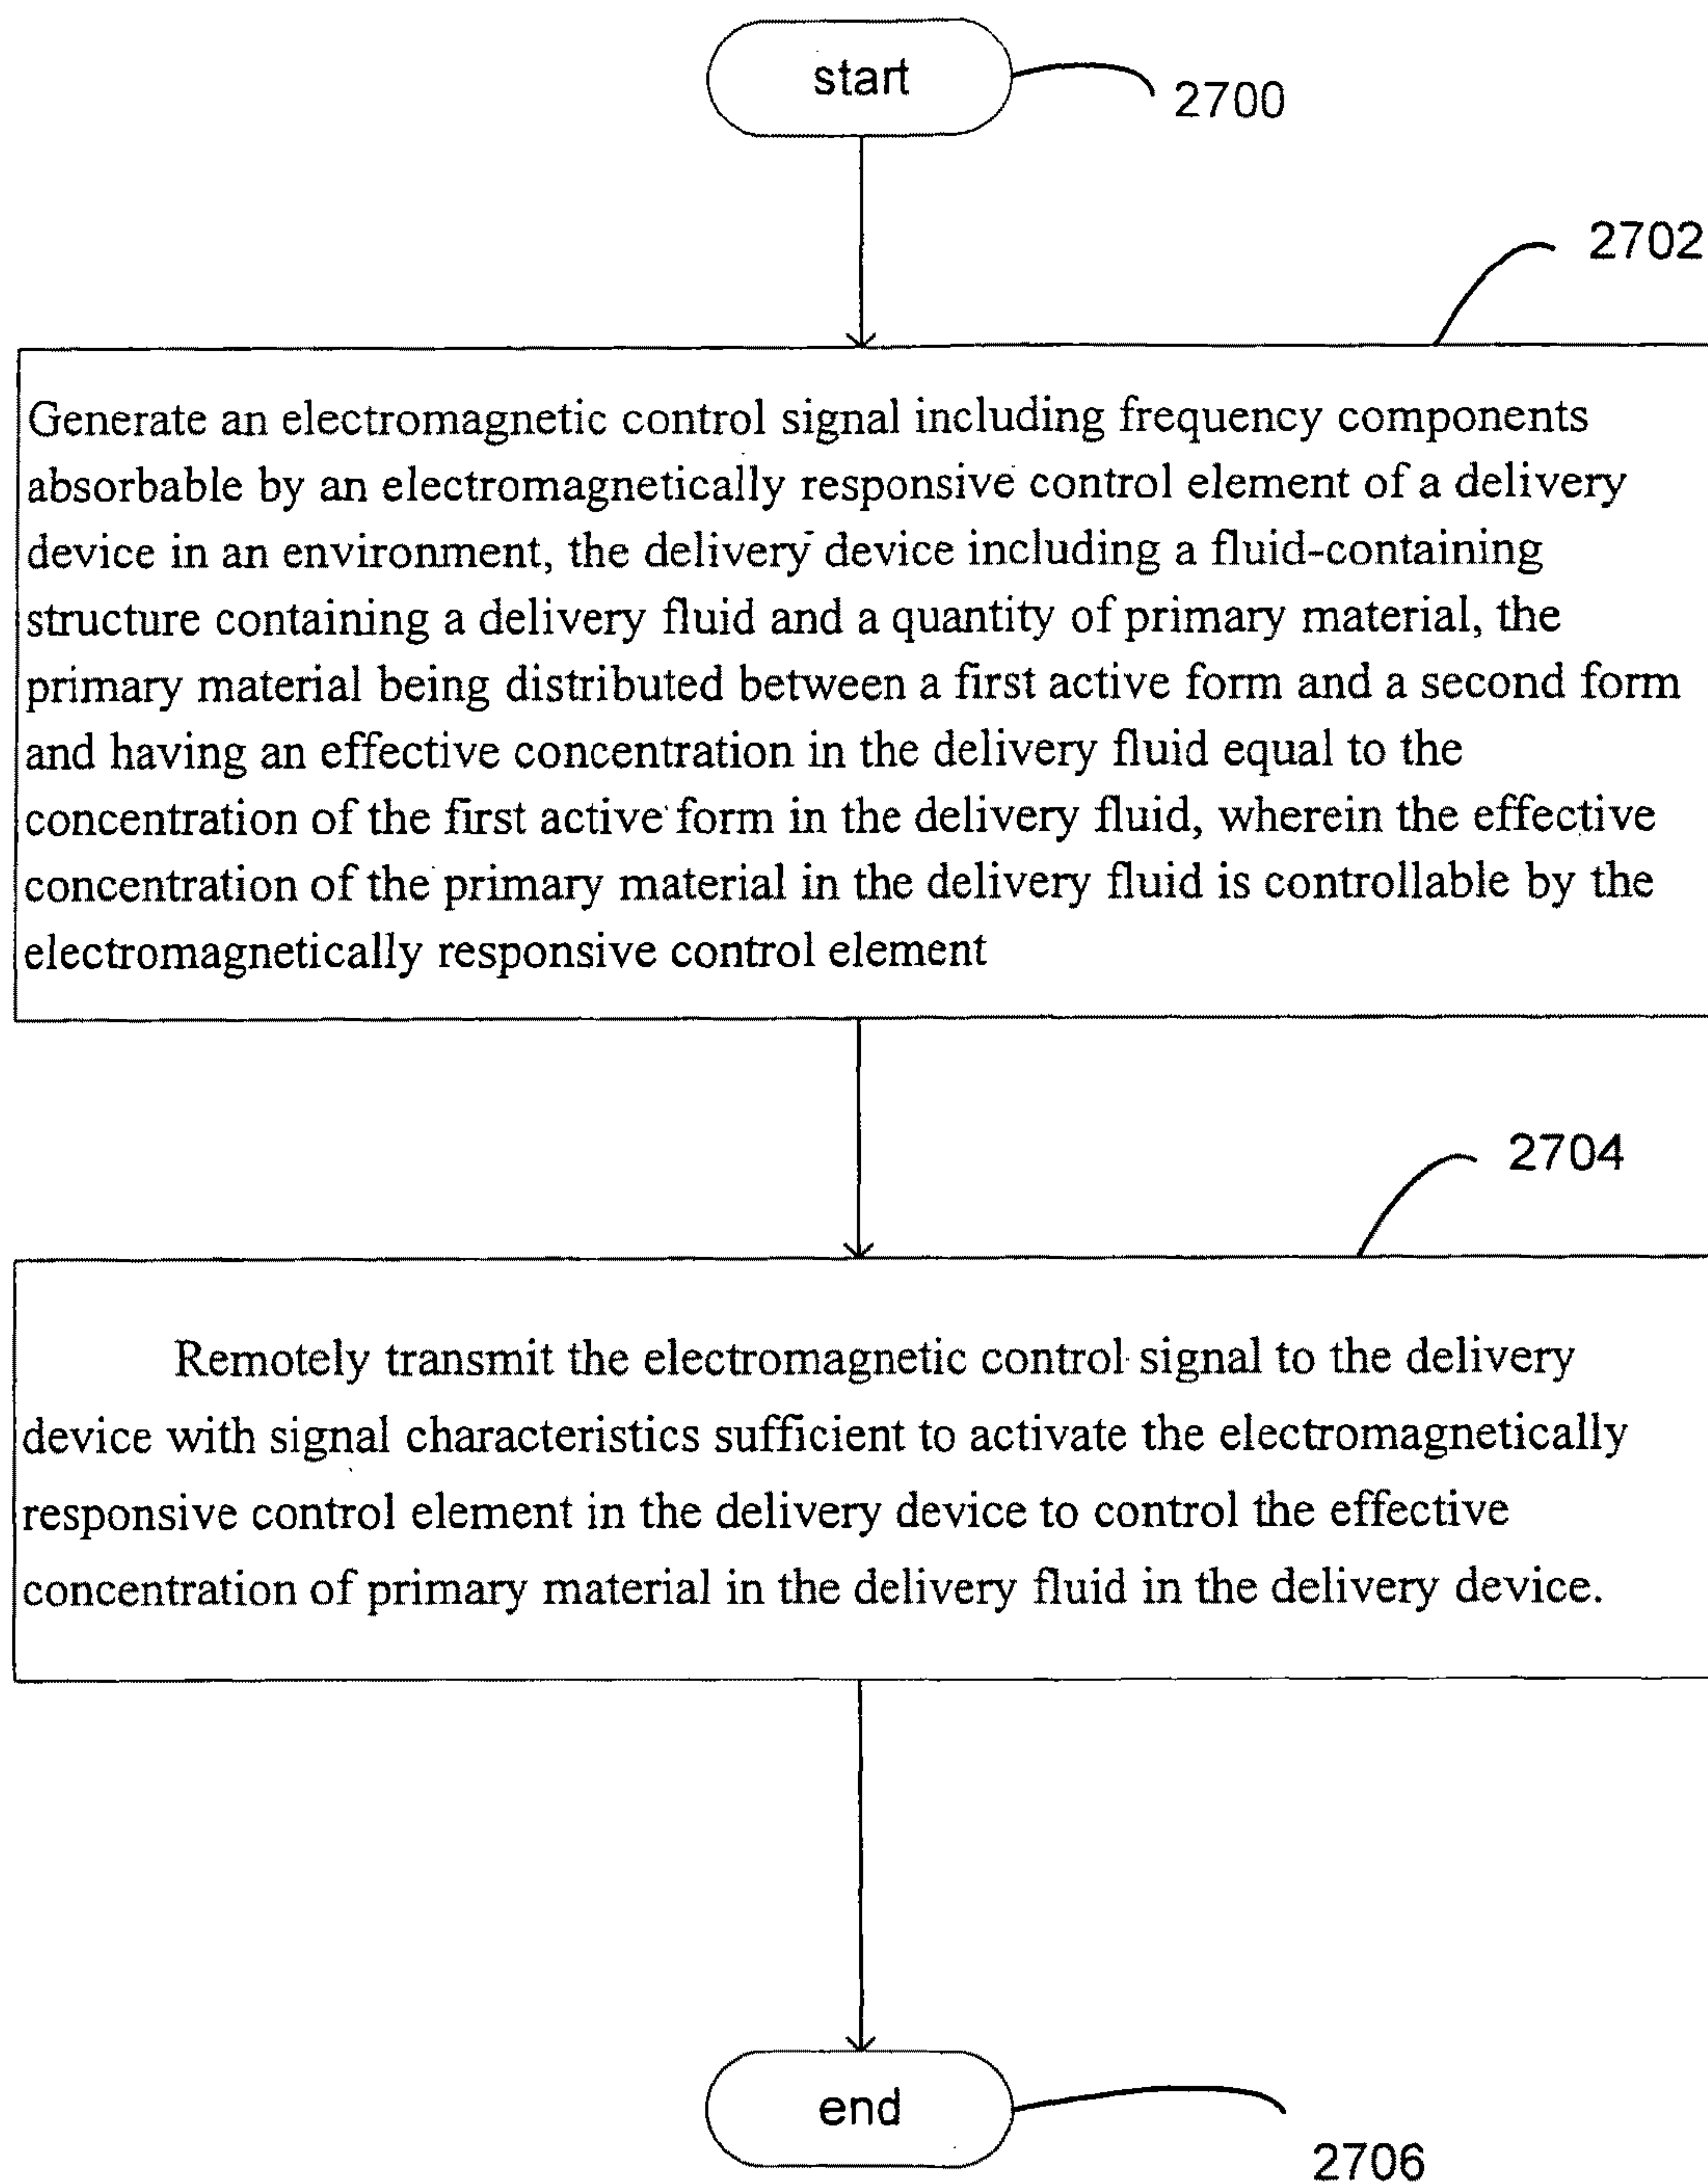 start
2700
2702
Generate an electromagnetic control signal including frequency components
absorbable by an electromagnetically responsive control element of a delivery
device in an environment, the delivery device including a fluid-containing
structure containing a delivery fluid and a quantity of primary material, the
primary material being distributed between a first active form and a second form
and having an effective concentration in the delivery fluid equal to the
concentration of the first active form in the delivery fluid, wherein the effective
concentration of the primary material in the delivery fluid is controllable by the
electromagnetically responsive control element
2704
Remotely transmit the electromagnetic control signal to the delivery
device with signal characteristics sufficient to activate the electromagnetically
responsive control element in the delivery device to control the effective
concentration of primary material in the delivery fluid in the delivery device.
end
2706